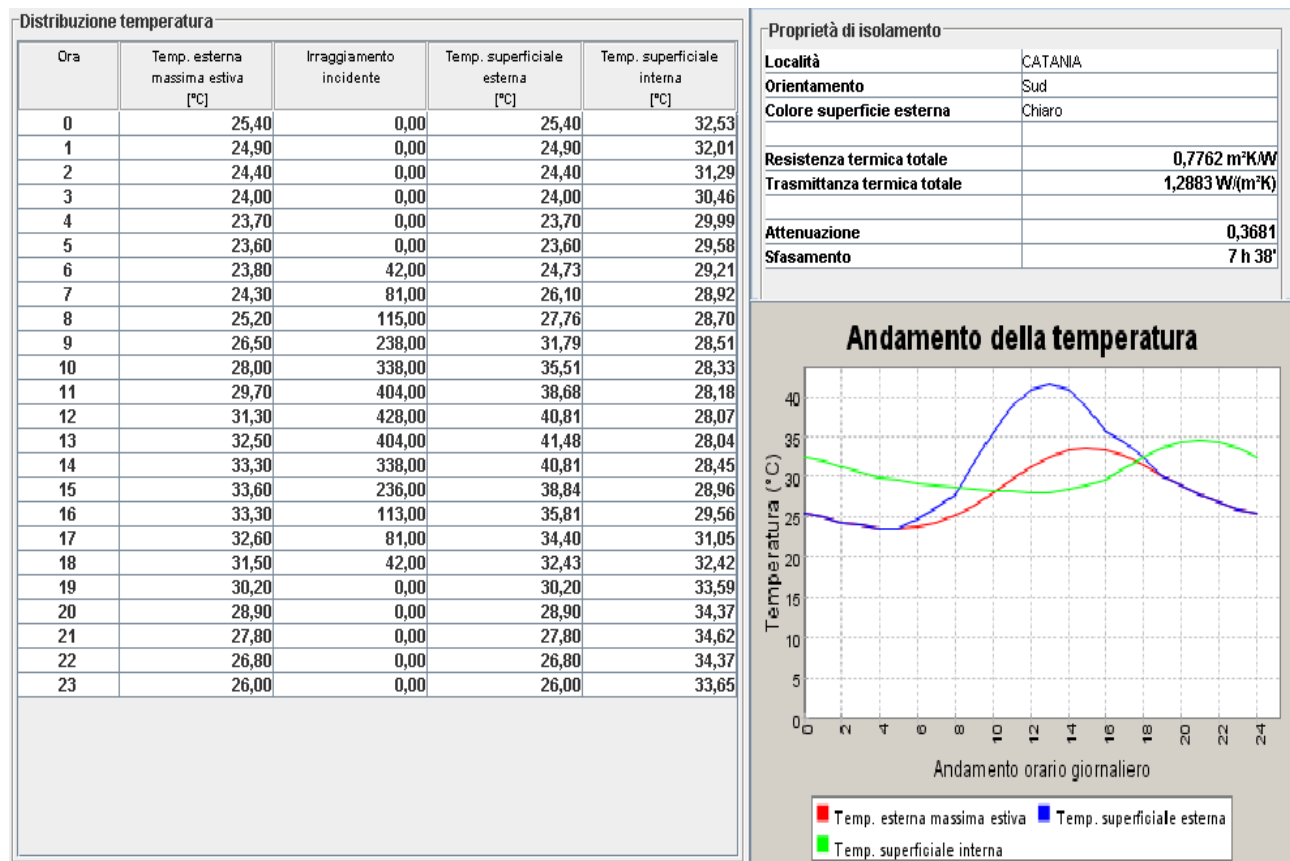 Distribuzione temperatura
Ora Temp. esterna massima estiva [°C] Irraggiamento incidente Temp. superficiale esterna [°C] Temp. superficiale interna [°C]
0 25,40 0,00 25,40 32,53
1 24,90 0,00 24,90 32,01
2 24,40 0,00 24,40 31,29
3 24,00 0,00 24,00 30,46
4 23,70 0,00 23,70 29,99
5 23,60 0,00 23,60 29,58
6 23,80 42,00 24,73 29,21
7 24,30 81,00 26,10 28,92
8 25,20 115,00 27,76 28,70
9 26,50 238,00 31,79 28,51
10 28,00 338,00 35,51 28,33
11 29,70 404,00 38,68 28,18
12 31,30 428,00 40,81 28,07
13 32,50 404,00 41,48 28,04
14 33,30 338,00 40,81 28,45
15 33,60 236,00 38,84 28,96
16 33,30 113,00 35,81 29,56
17 32,60 81,00 34,40 31,05
18 31,50 42,00 32,43 32,42
19 30,20 0,00 30,20 33,59
20 28,90 0,00 28,90 34,37
21 27,80 0,00 27,80 34,62
22 26,80 0,00 26,80 34,37
23 26,00 0,00 26,00 33,65
Proprietà di isolamento
Località CATANIA
Orientamento Sud
Colore superficie esterna Chiaro
Resistenza termica totale 0,7762 m²K/W
Trasmittanza termica totale 1,2883 W/(m²K)
Attenuazione 0,3681
Sfasamento 7 h 38'
Andamento della temperatura
Temperatura (°C)
40
35
30
25
20
15
10
5
0
0 2 4 6 8 10 12 14 16 18 20 22 24
Andamento orario giornaliero
Temp. esterna massima estiva Temp. superficiale esterna
Temp. superficiale interna